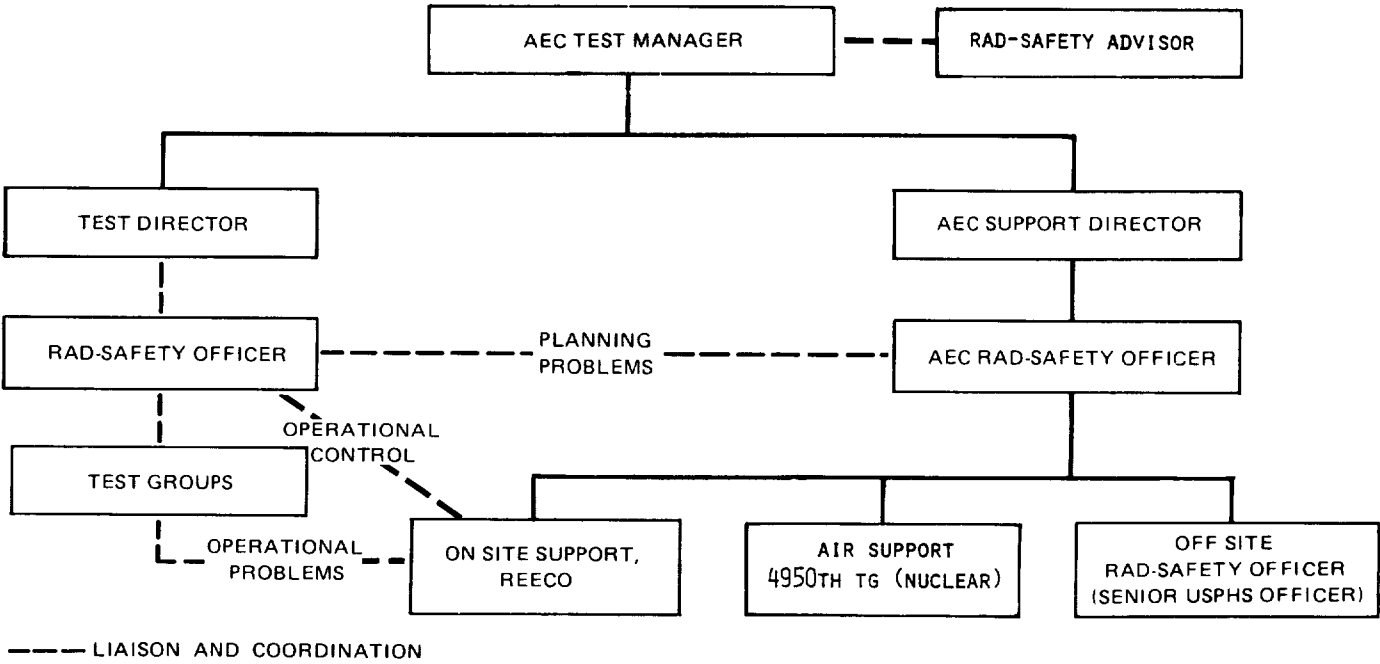 AEC TEST MANAGER
RAD-SAFETY ADVISOR
TEST DIRECTOR
AEC SUPPORT DIRECTOR
RAD-SAFETY OFFICER
PLANNING
PROBLEMS
AEC RAD-SAFETY OFFICER
OPERATIONAL
CONTROL
TEST GROUPS
OPERATIONAL
PROBLEMS
ON SITE SUPPORT,
REECO
AIR SUPPORT
4950TH TG (NUCLEAR)
OFF SITE
RAD-SAFETY OFFICER
(SENIOR USPHS OFFICER)
LIAISON AND COORDINATION